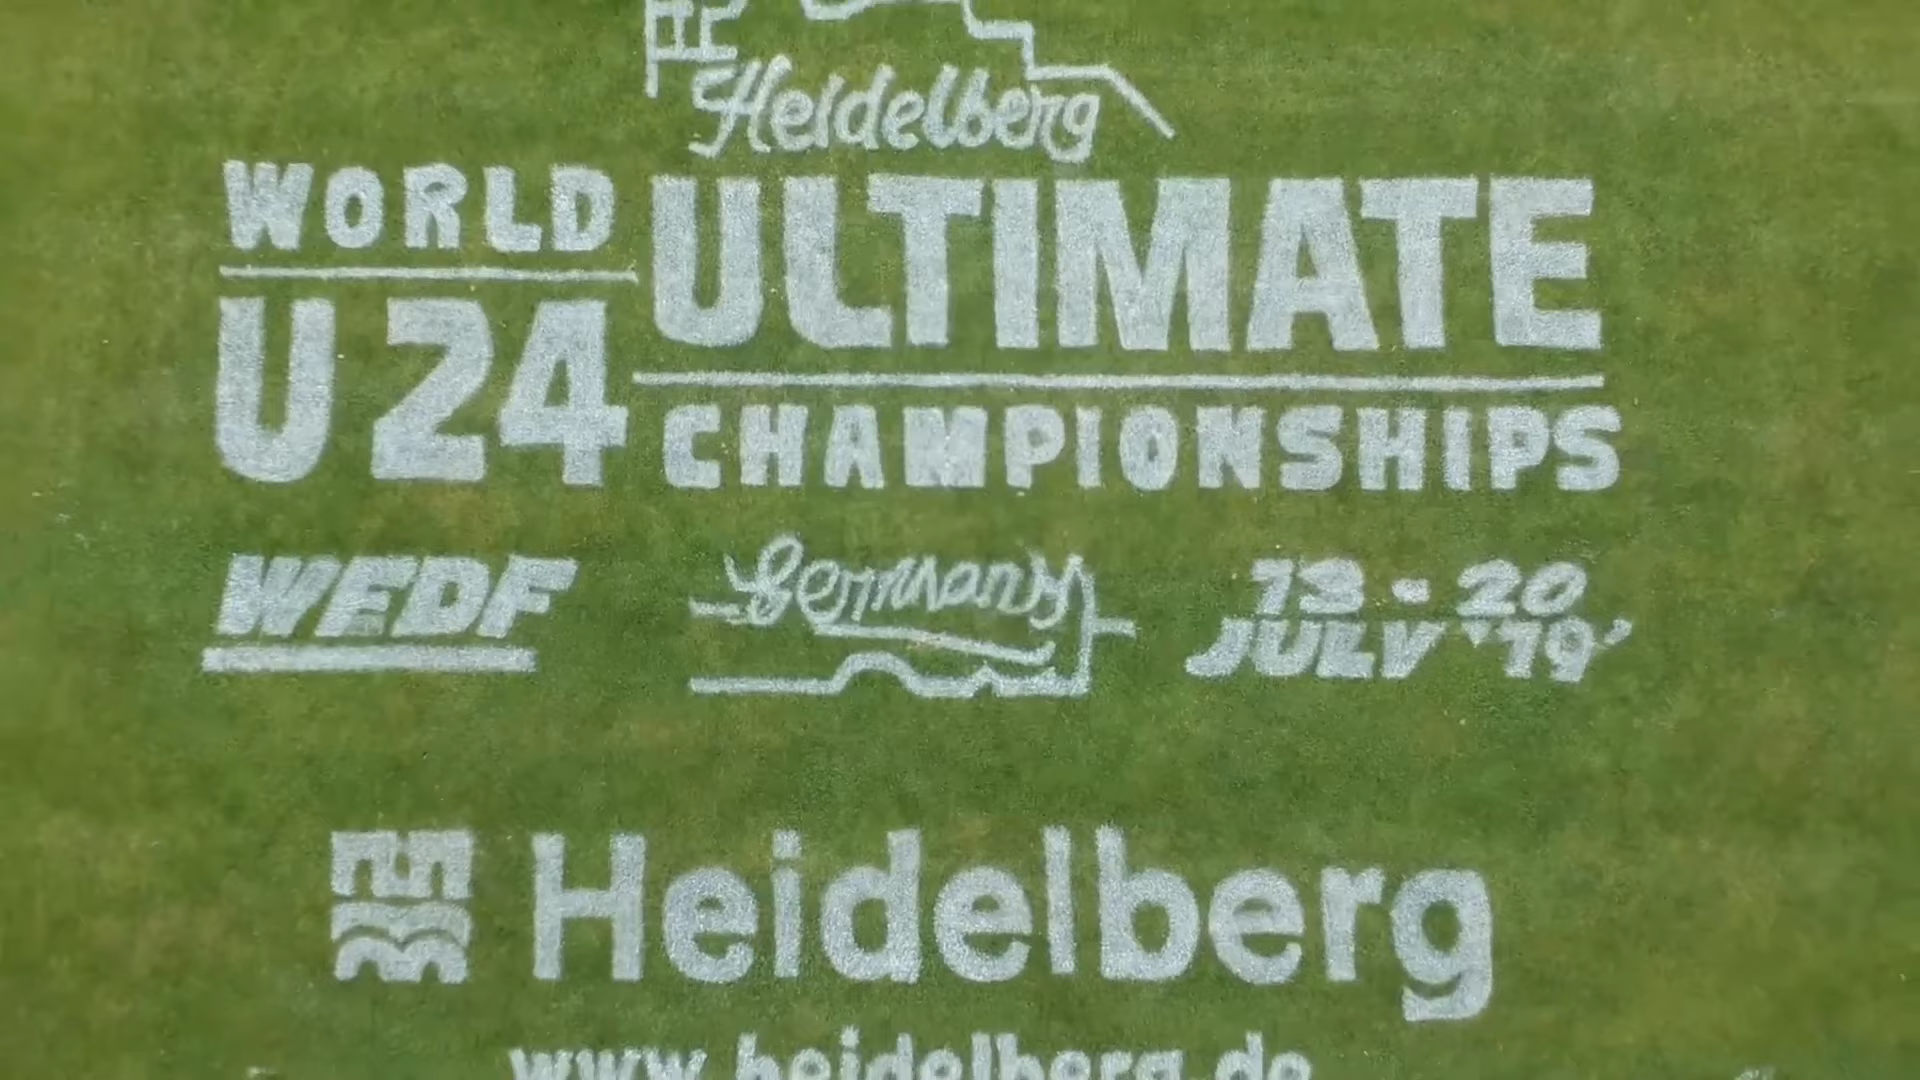 Heidelberg
WORLD
U24
ULTIMATE
CHAMPIONSHIPS
WFDF
Germany
13 - 20
JULY '19'
Heidelberg
www.heidelberg.de